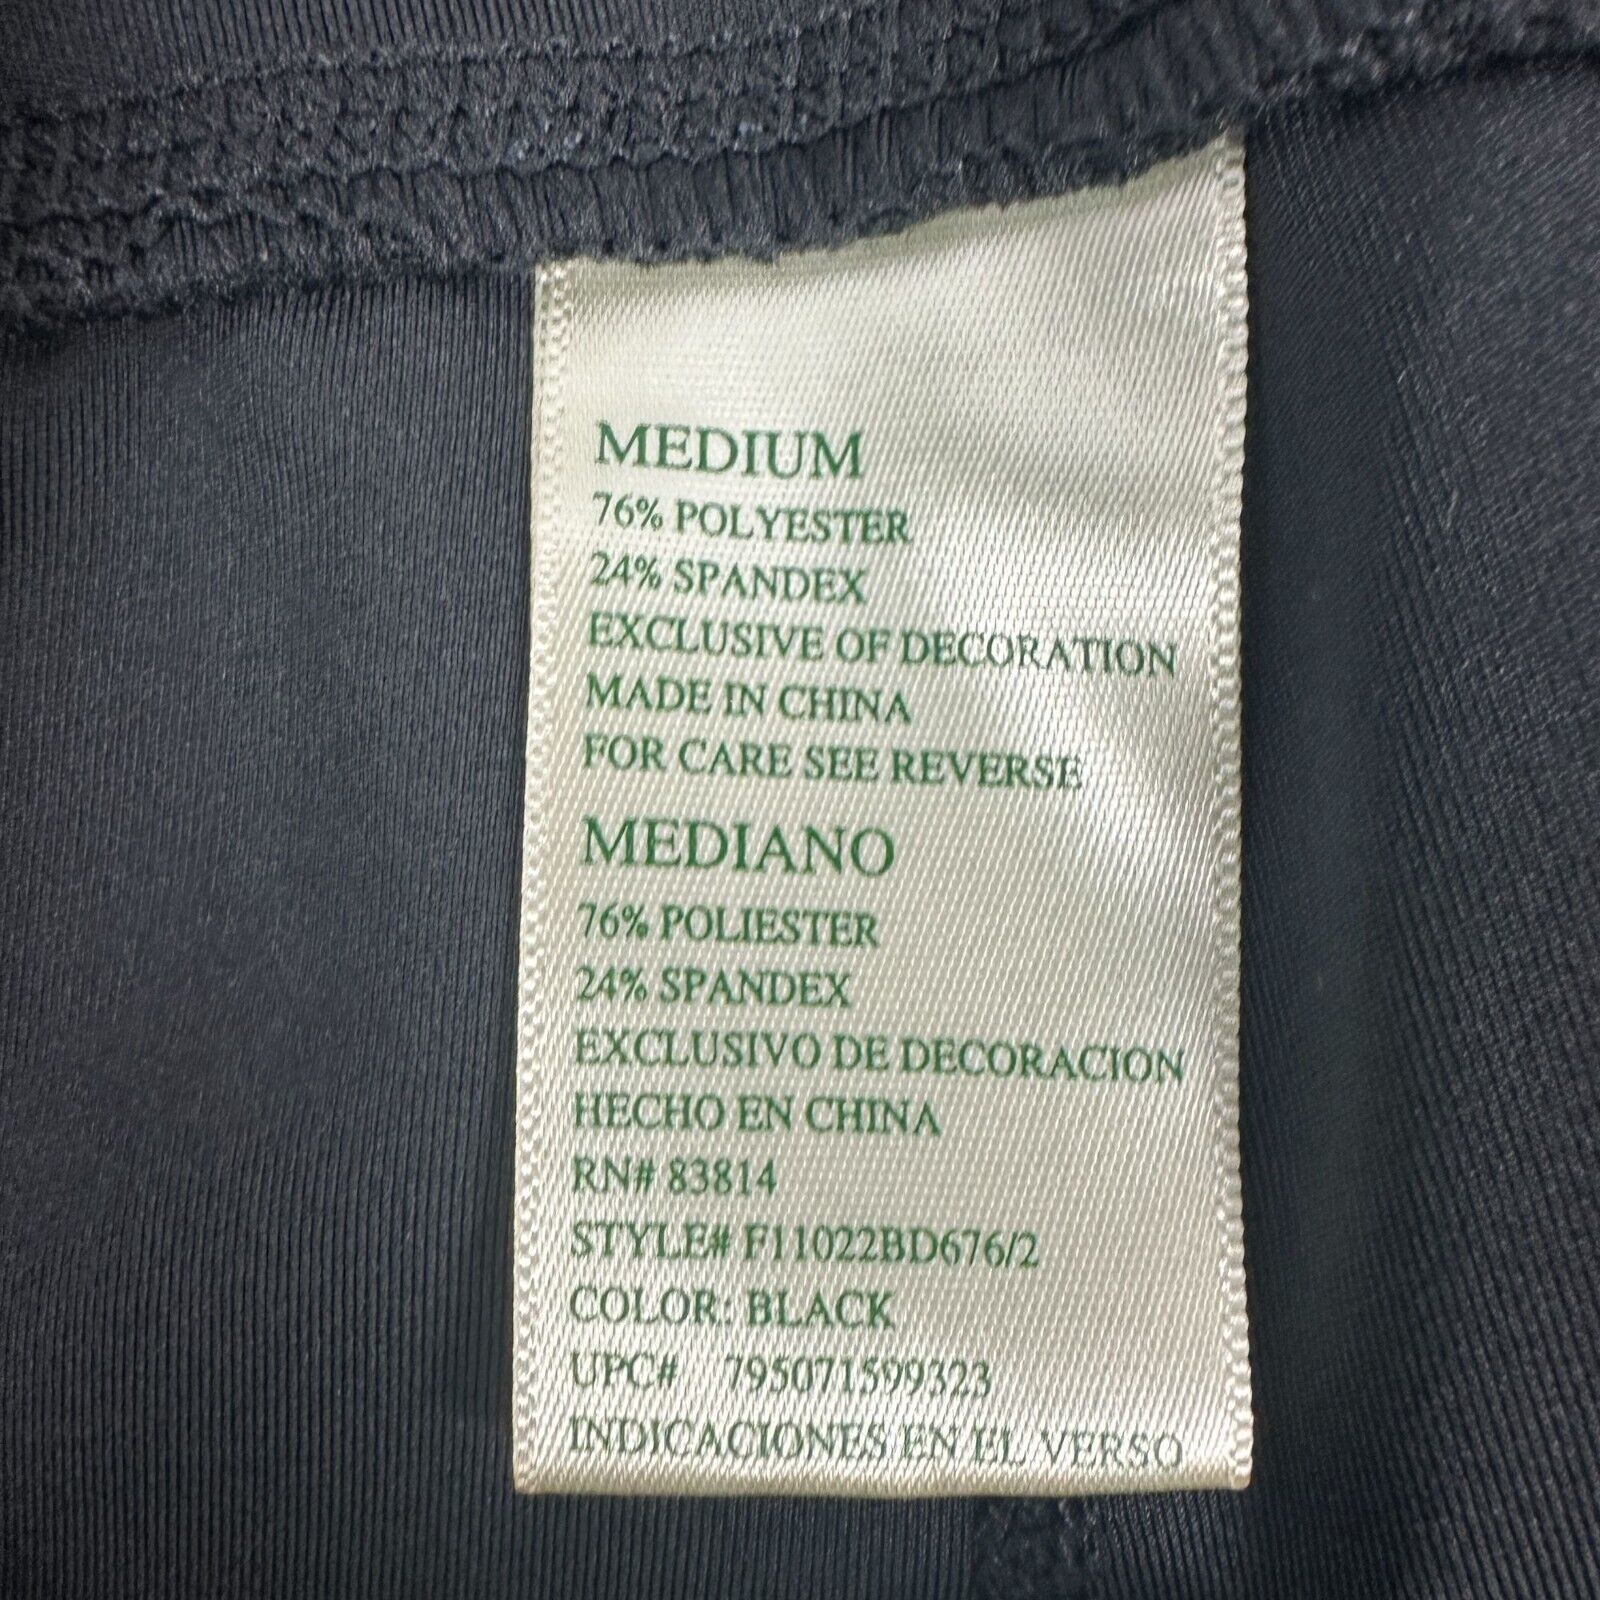 MEDIUM
76% POLYESTER
24% SPANDEX
EXCLUSIVE OF DECORATION
MADE IN CHINA
FOR CARE SEE REVERSE
MEDIANO
76% POLIESTER
24% SPANDEX
EXCLUSIVO DE DECORACION
HECHO EN CHINA
RN# 83814
STYLE# F11022BD676/2
COLOR: BLACK
UPC# 795071599323
INDICACIONES EN EL VERSO